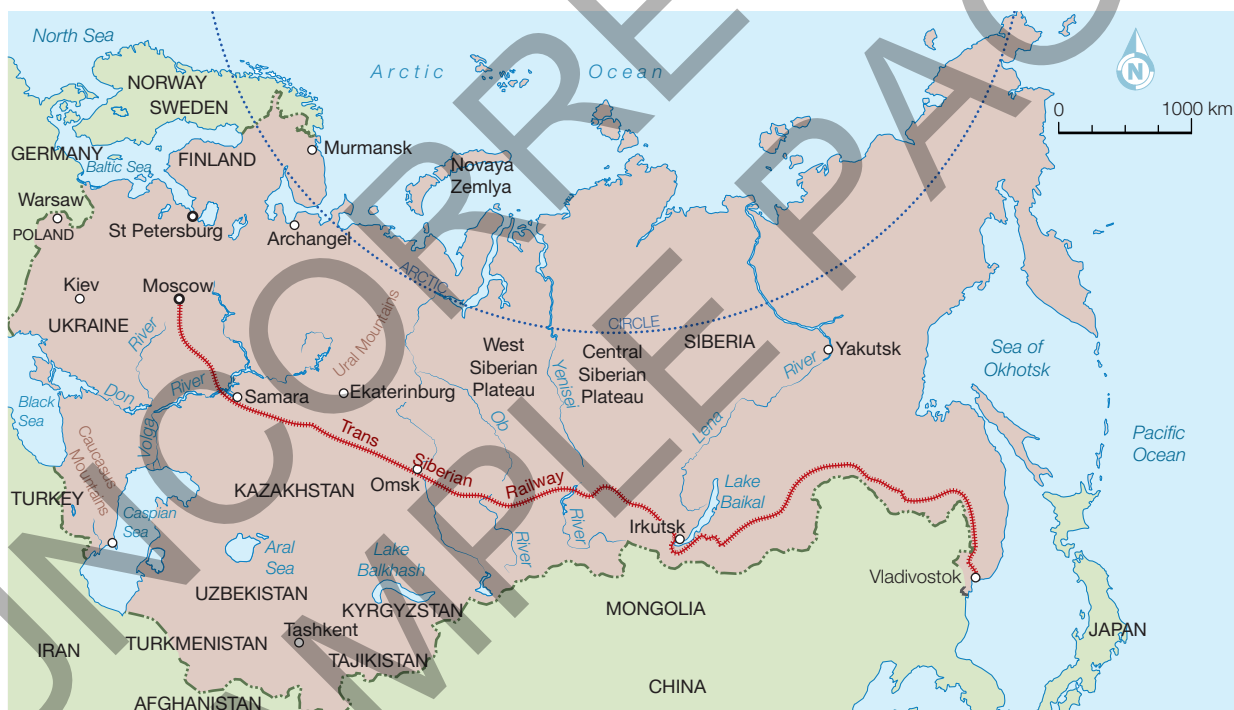 North Sea
Arctic Ocean
N
0 1000 km
NORWAY
SWEDEN
GERMANY
Baltic Sea
FINLAND
Murmansk
Novaya
Zemlya
Warsaw
POLAND
St Petersburg
Archangel
ARCTIC
CIRCLE
Kiev
Moscow
UKRAINE
River
Ural Mountains
West
Siberian
Plateau
Yenisei
Central
Siberian
Plateau
SIBERIA
River
Yakutsk
Sea of
Okhotsk
Black
Sea
Don
River
Samara
Ekaterinburg
Volga
Ob
Lena
Pacific
Ocean
Caucasus
Mountains
Trans
Siberian
Railway
Omsk
TURKEY
KAZAKHSTAN
Lake
Baikal
Caspian
Sea
Aral
Sea
Lake
Balkhash
River
River
Irkutsk
Vladivostok
UZBEKISTAN
KYRGYZSTAN
MONGOLIA
IRAN
TURKMENISTAN
Tashkent
TAJIKISTAN
JAPAN
AFGHANISTAN
CHINA
UNCORRE
MPLE PAG